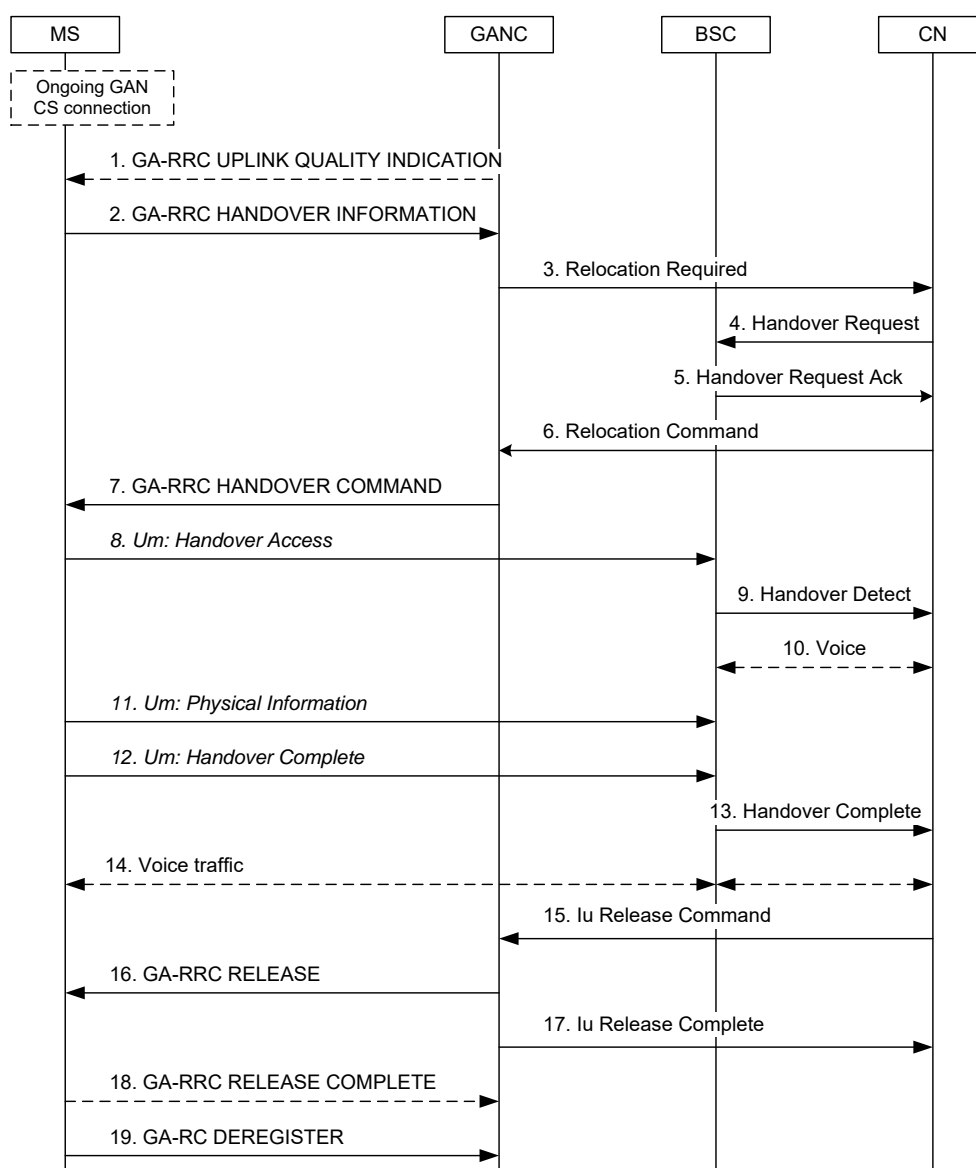 MS
GANC
BSC
CN
Ongoing GAN
CS connection
1. GA-RRC UPLINK QUALITY INDICATION
2. GA-RRC HANDOVER INFORMATION
3. Relocation Required
4. Handover Request
5. Handover Request Ack
6. Relocation Command
7. GA-RRC HANDOVER COMMAND
8. Um: Handover Access
9. Handover Detect
10. Voice
11. Um: Physical Information
12. Um: Handover Complete
13. Handover Complete
14. Voice traffic
15. Iu Release Command
16. GA-RRC RELEASE
17. Iu Release Complete
18. GA-RRC RELEASE COMPLETE
19. GA-RC DEREGISTER